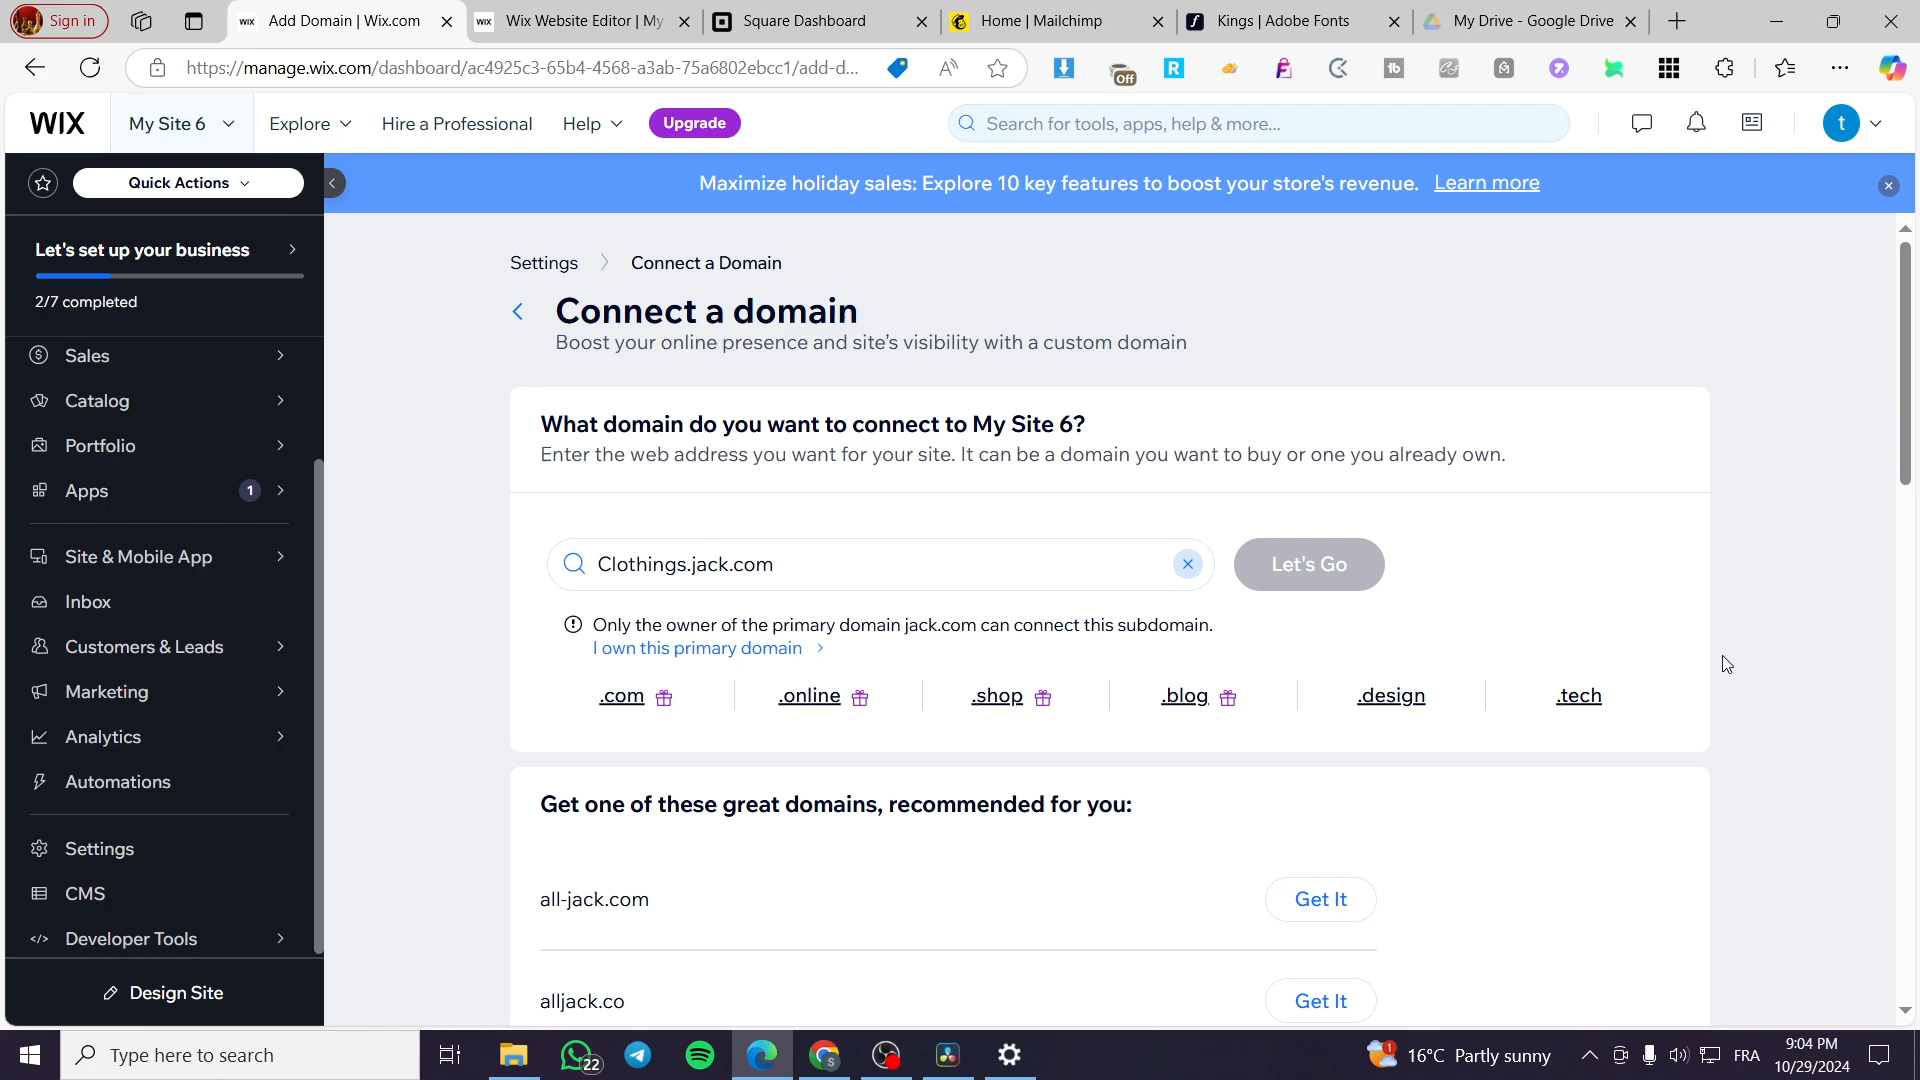 Sign in
WIX Add Domain | Wix.com
WIX Wix Website Editor | My
Square Dashboard
Home | Mailchimp
Kings | Adobe Fonts
My Drive - Google Drive
https://manage.wix.com/dashboard/ac4925c3-65b4-4568-a3ab-75a6802ebcc1/add-d...
Off
WIX
My Site 6
Explore
Hire a Professional
Help
Upgrade
Search for tools, apps, help & more...
t
Quick Actions
Maximize holiday sales: Explore 10 key features to boost your store's revenue. Learn more
Let's set up your business
2/7 completed
Sales
Catalog
Portfolio
Apps 1
Site & Mobile App
Inbox
Customers & Leads
Marketing
Analytics
Automations
Settings
CMS
Developer Tools
Design Site
Settings > Connect a Domain
Connect a domain
Boost your online presence and site's visibility with a custom domain
What domain do you want to connect to My Site 6?
Enter the web address you want for your site. It can be a domain you want to buy or one you already own.
Clothings.jack.com
Let's Go
Only the owner of the primary domain jack.com can connect this subdomain.
I own this primary domain >
.com .online .shop .blog .design .tech
Get one of these great domains, recommended for you:
all-jack.com Get It
alljack.co Get It
Type here to search
22
1
16°C Partly sunny
FRA
9:04 PM
10/29/2024